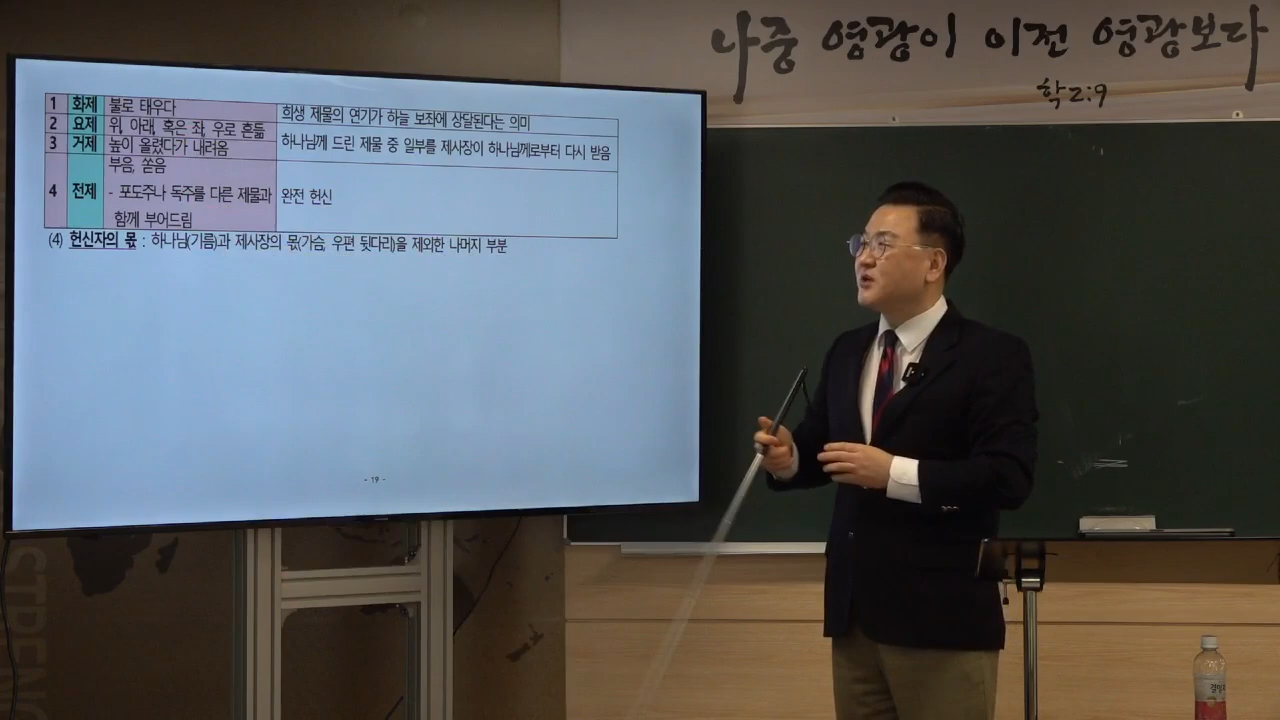 나중 영광이 이전 영광보다
학 2:9
1 화제 불로 태우다 희생 제물의 연기가 하늘 보좌에 상달된다는 의미
2 요제 위, 아래, 혹은 좌, 우로 흔듦
3 거제 높이 올렸다가 내려움 하나님께 드린 제물 중 일부를 제사장이 하나님께로부터 다시 받음
4 전제 부음, 쏟음
- 포도주나 독주를 다른 제물과 완전 헌신
함께 부어드림
(4) 헌신자의 몫 : 하나님(기름)과 제사장의 몫(가슴, 우편 뒷다리)을 제외한 나머지 부분
- 19 -